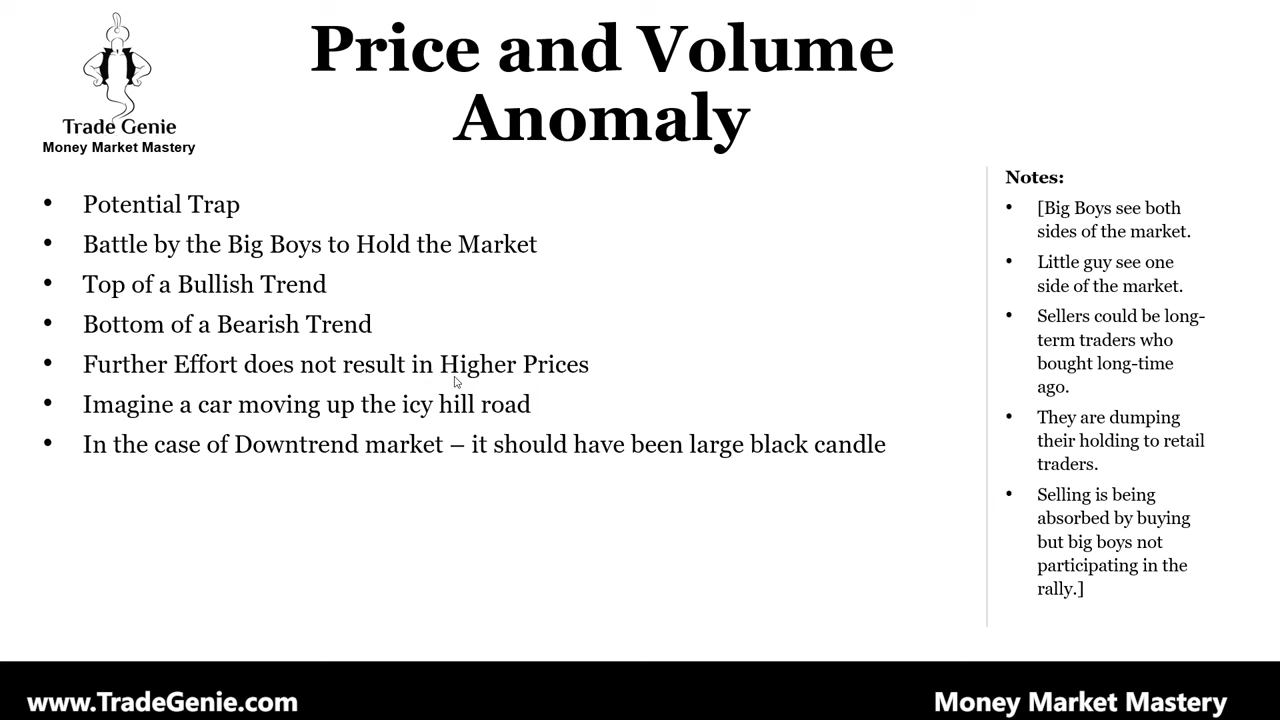 Price and Volume
Anomaly
Trade Genie
Money Market Mastery
• Potential Trap
• Battle by the Big Boys to Hold the Market
• Top of a Bullish Trend
• Bottom of a Bearish Trend
• Further Effort does not result in Higher Prices
• Imagine a car moving up the icy hill road
• In the case of Downtrend market – it should have been large black candle
Notes:
• [Big Boys see both
sides of the market.
• Little guy see one
side of the market.
• Sellers could be long-
term traders who
bought long-time
ago.
• They are dumping
their holding to retail
traders.
• Selling is being
absorbed by buying
but big boys not
participating in the
rally.]
www.TradeGenie.com
Money Market Mastery